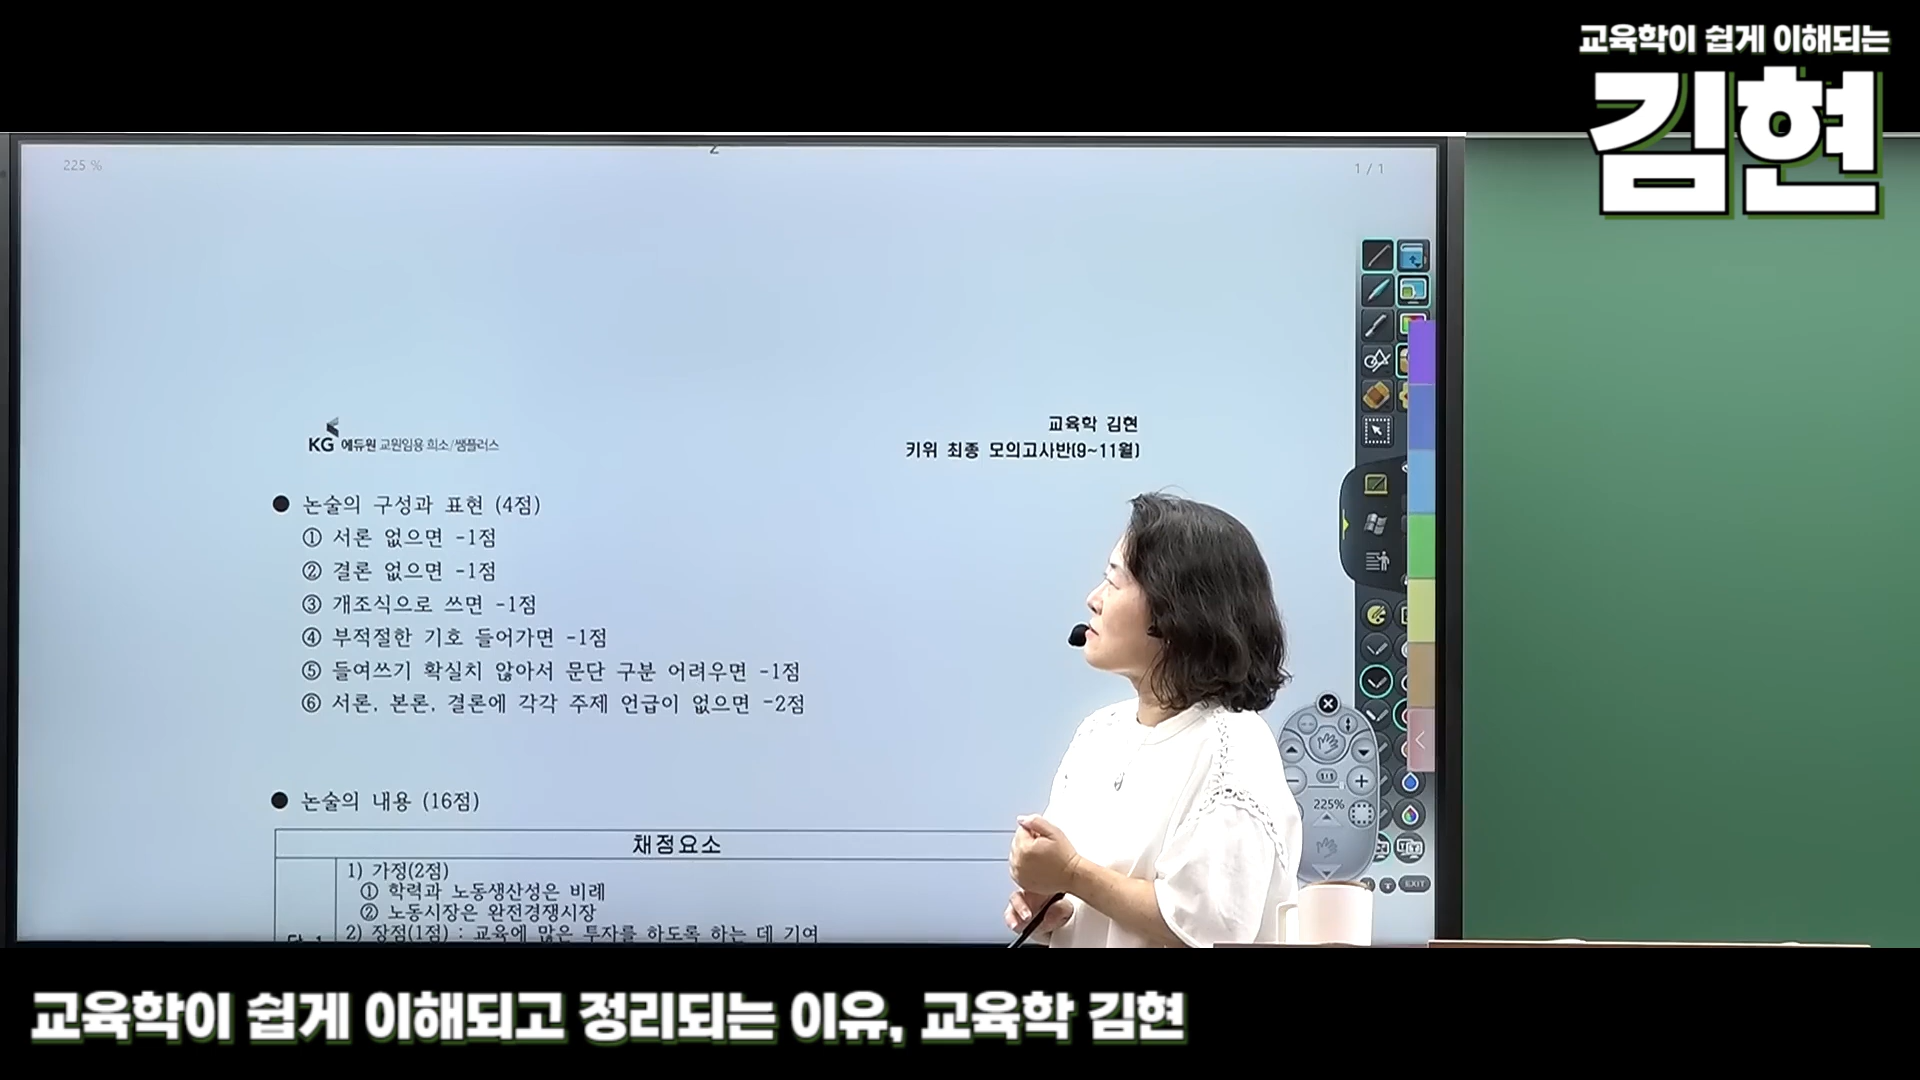 교육학이 쉽게 이해되는
김현
225 %
2
1 / 1
KG 에듀원 교원임용 희소/쌤플러스
교육학 김현
키위 최종 모의고사반(9~11월)
● 논술의 구성과 표현 (4점)
① 서론 없으면 -1점
② 결론 없으면 -1점
③ 개조식으로 쓰면 -1점
④ 부적절한 기호 들어가면 -1점
⑤ 들여쓰기 확실치 않아서 문단 구분 어려우면 -1점
⑥ 서론, 본론, 결론에 각각 주제 언급이 없으면 -2점
● 논술의 내용 (16점)
채정요소
1) 가정(2점)
① 학력과 노동생산성은 비례
② 노동시장은 완전경쟁시장
2) 장점(1점) : 교육에 많은 투자를 하도록 하는 데 기여
1:1
225%
EXIT
교육학이 쉽게 이해되고 정리되는 이유, 교육학 김현